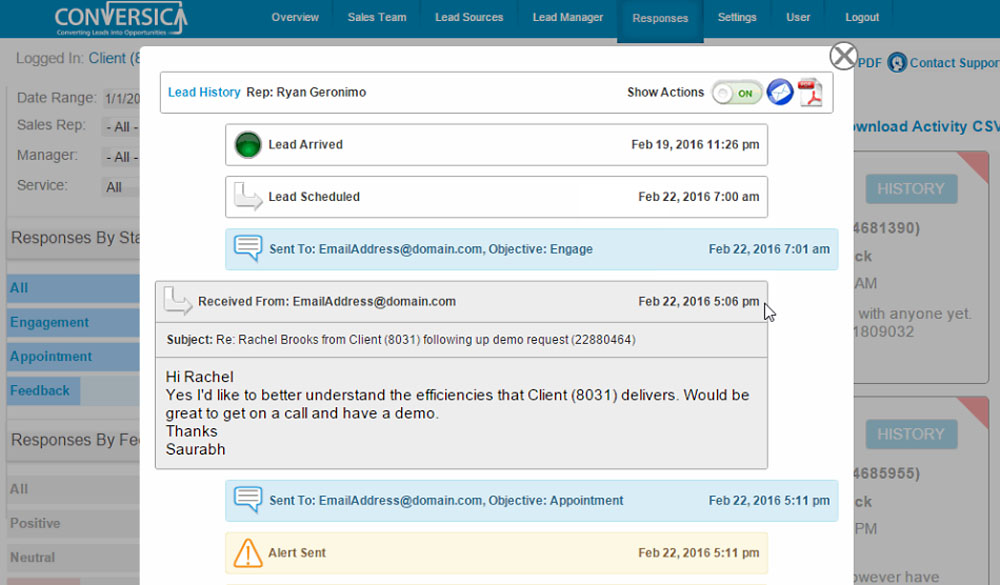 CONVERSICA
Converting Leads into Opportunities
Overview
Sales Team
Lead Sources
Lead Manager
Responses
Settings
User
Logout
Logged In: Client (8
PDF
Contact Suppor
Date Range: 1/1/20
Sales Rep: - All -
Manager: - All -
Service: All
wnload Activity CSV
Lead History Rep: Ryan Geronimo
Show Actions ON
Lead Arrived Feb 19, 2016 11:26 pm
Lead Scheduled Feb 22, 2016 7:00 am
Sent To: EmailAddress@domain.com, Objective: Engage Feb 22, 2016 7:01 am
Received From: EmailAddress@domain.com Feb 22, 2016 5:06 pm
Subject: Re: Rachel Brooks from Client (8031) following up demo request (22880464)
Hi Rachel
Yes I'd like to better understand the efficiencies that Client (8031) delivers. Would be
great to get on a call and have a demo.
Thanks
Saurabh
Sent To: EmailAddress@domain.com, Objective: Appointment Feb 22, 2016 5:11 pm
Alert Sent Feb 22, 2016 5:11 pm
Responses By Sta
All
Engagement
Appointment
Feedback
Responses By Fe
All
Positive
Neutral
HISTORY
4681390)
ck
AM
with anyone yet.
1809032
HISTORY
4685955)
ck
PM
owever have